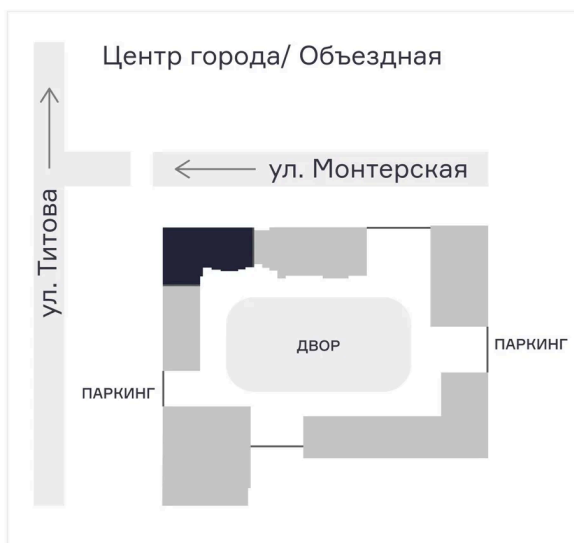 Центр города/ Объездная
ул. Монтерская
ул. Титова
ДВОР
ПАРКИНГ
ПАРКИНГ